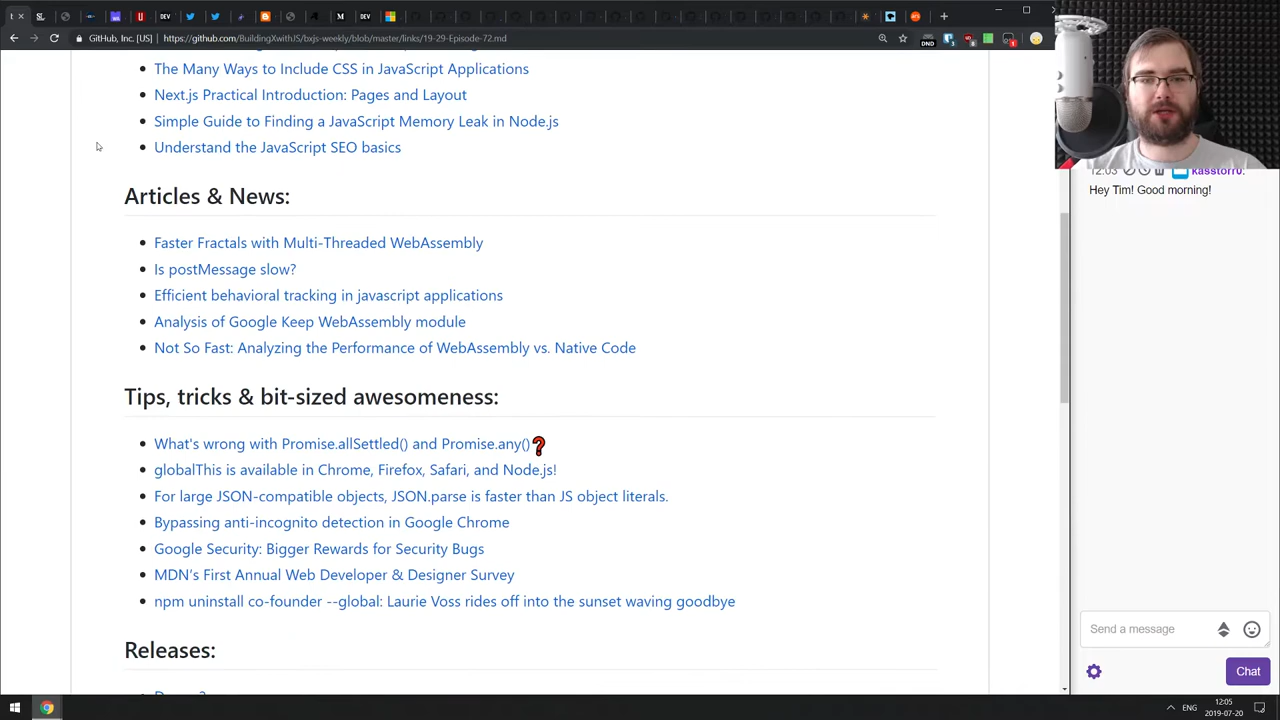 GitHub, Inc. [US] | https://github.com/BuildingXwithJS/bxjs-weekly/blob/master/links/19-29-Episode-72.md
The Many Ways to Include CSS in JavaScript Applications
Next.js Practical Introduction: Pages and Layout
Simple Guide to Finding a JavaScript Memory Leak in Node.js
Understand the JavaScript SEO basics
Articles & News:
Faster Fractals with Multi-Threaded WebAssembly
Is postMessage slow?
Efficient behavioral tracking in javascript applications
Analysis of Google Keep WebAssembly module
Not So Fast: Analyzing the Performance of WebAssembly vs. Native Code
Tips, tricks & bit-sized awesomeness:
What's wrong with Promise.allSettled() and Promise.any()❓
globalThis is available in Chrome, Firefox, Safari, and Node.js!
For large JSON-compatible objects, JSON.parse is faster than JS object literals.
Bypassing anti-incognito detection in Google Chrome
Google Security: Bigger Rewards for Security Bugs
MDN's First Annual Web Developer & Designer Survey
npm uninstall co-founder --global: Laurie Voss rides off into the sunset waving goodbye
Releases:
12:03 kasstorr0:
Hey Tim! Good morning!
Send a message
Chat
ENG
12:05
2019-07-20